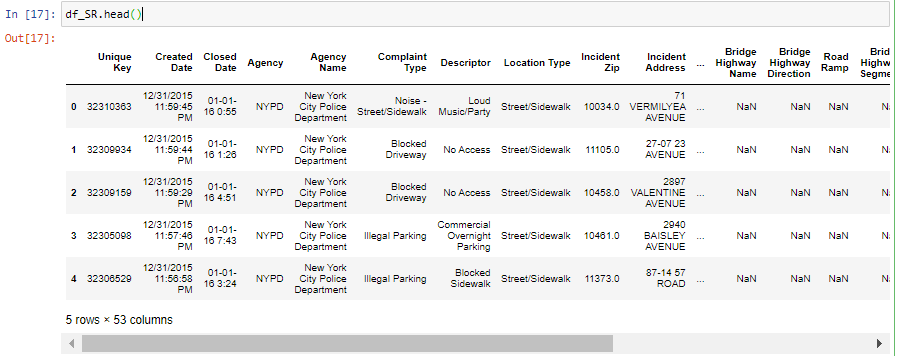 In [17]: df_SR.head()
Out[17]:
Unique Key Created Date Closed Date Agency Agency Name Complaint Type Descriptor Location Type Incident Zip Incident Address ... Bridge Highway Name Bridge Highway Direction Road Ramp Brid Highw Segme
0 32310363 12/31/2015 11:59:45 PM 01-01-16 0:55 NYPD New York City Police Department Noise - Street/Sidewalk Loud Music/Party Street/Sidewalk 10034.0 71 VERMILYEA AVENUE ... NaN NaN NaN Na
1 32309934 12/31/2015 11:59:44 PM 01-01-16 1:26 NYPD New York City Police Department Blocked Driveway No Access Street/Sidewalk 11105.0 27-07 23 AVENUE ... NaN NaN NaN Na
2 32309159 12/31/2015 11:59:29 PM 01-01-16 4:51 NYPD New York City Police Department Blocked Driveway No Access Street/Sidewalk 10458.0 2897 VALENTINE AVENUE ... NaN NaN NaN Na
3 32305098 12/31/2015 11:57:46 PM 01-01-16 7:43 NYPD New York City Police Department Illegal Parking Commercial Overnight Parking Street/Sidewalk 10461.0 2940 BAISLEY AVENUE ... NaN NaN NaN Na
4 32306529 12/31/2015 11:56:58 PM 01-01-16 3:24 NYPD New York City Police Department Illegal Parking Blocked Sidewalk Street/Sidewalk 11373.0 87-14 57 ROAD ... NaN NaN NaN Na
5 rows × 53 columns